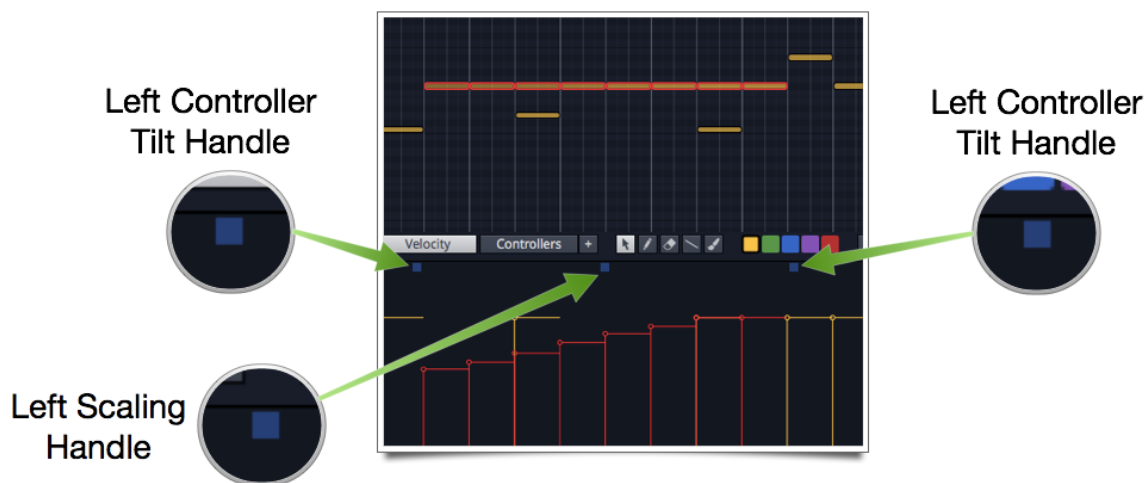 Left Controller
Tilt Handle
Left Controller
Tilt Handle
Velocity
Controllers
+
Left Scaling
Handle